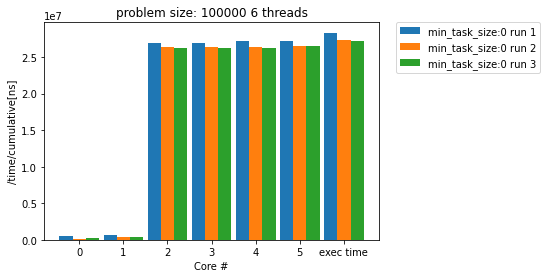 problem size: 100000 6 threads
1e7
2.5
2.0
1.5
1.0
0.5
0.0
/time/cumulative[ns]
0 1 2 3 4 5 exec time
Core #
min_task_size:0 run 1
min_task_size:0 run 2
min_task_size:0 run 3